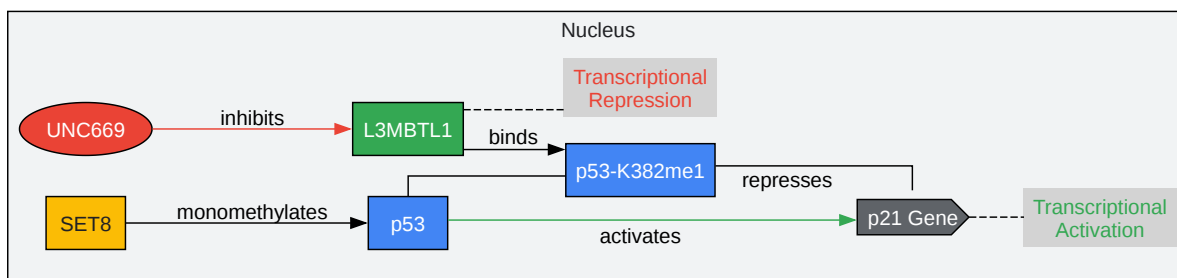 Nucleus
Transcriptional
Repression
UNC669
inhibits
L3MBTL1
binds
p53-K382me1
represses
SET8
monomethylates
p53
activates
p21 Gene
Transcriptional
Activation